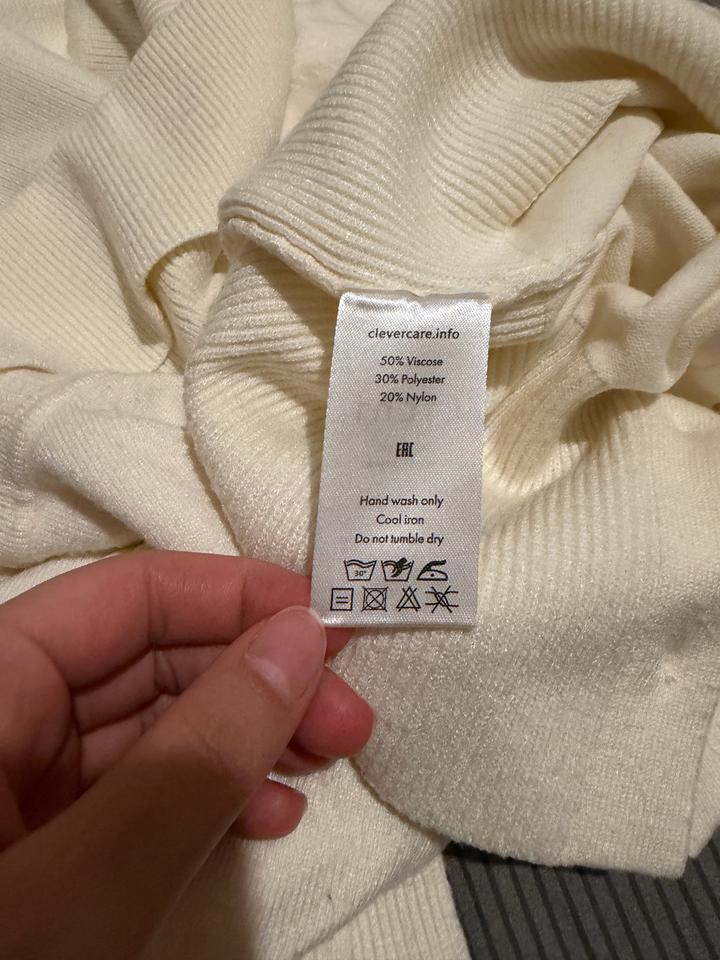 clevercare.info
50% Viscose
30% Polyester
20% Nylon
EAC
Hand wash only
Cool iron
Do not tumble dry
30°